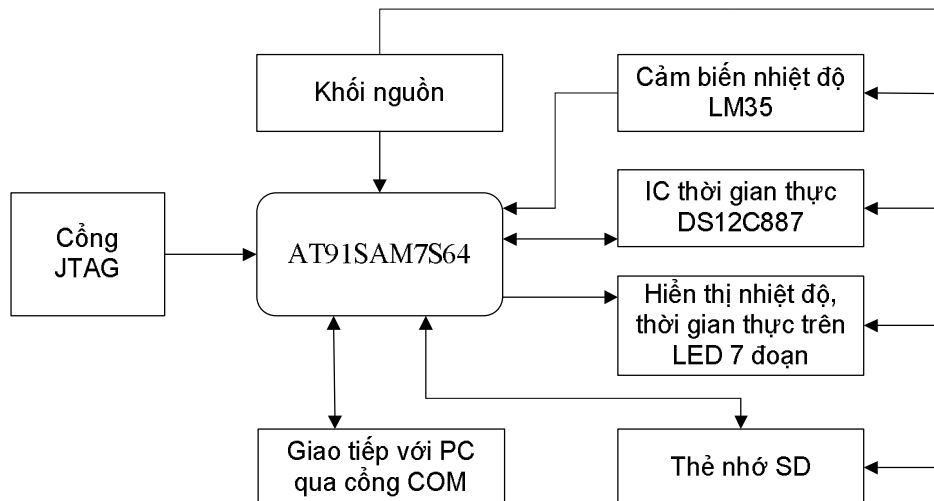 Khối nguồn
Cảm biến nhiệt độ
LM35
Cổng
JTAG
AT91SAM7S64
IC thời gian thực
DS12C887
Hiển thị nhiệt độ,
thời gian thực trên
LED 7 đoạn
Giao tiếp với PC
qua cổng COM
Thẻ nhớ SD